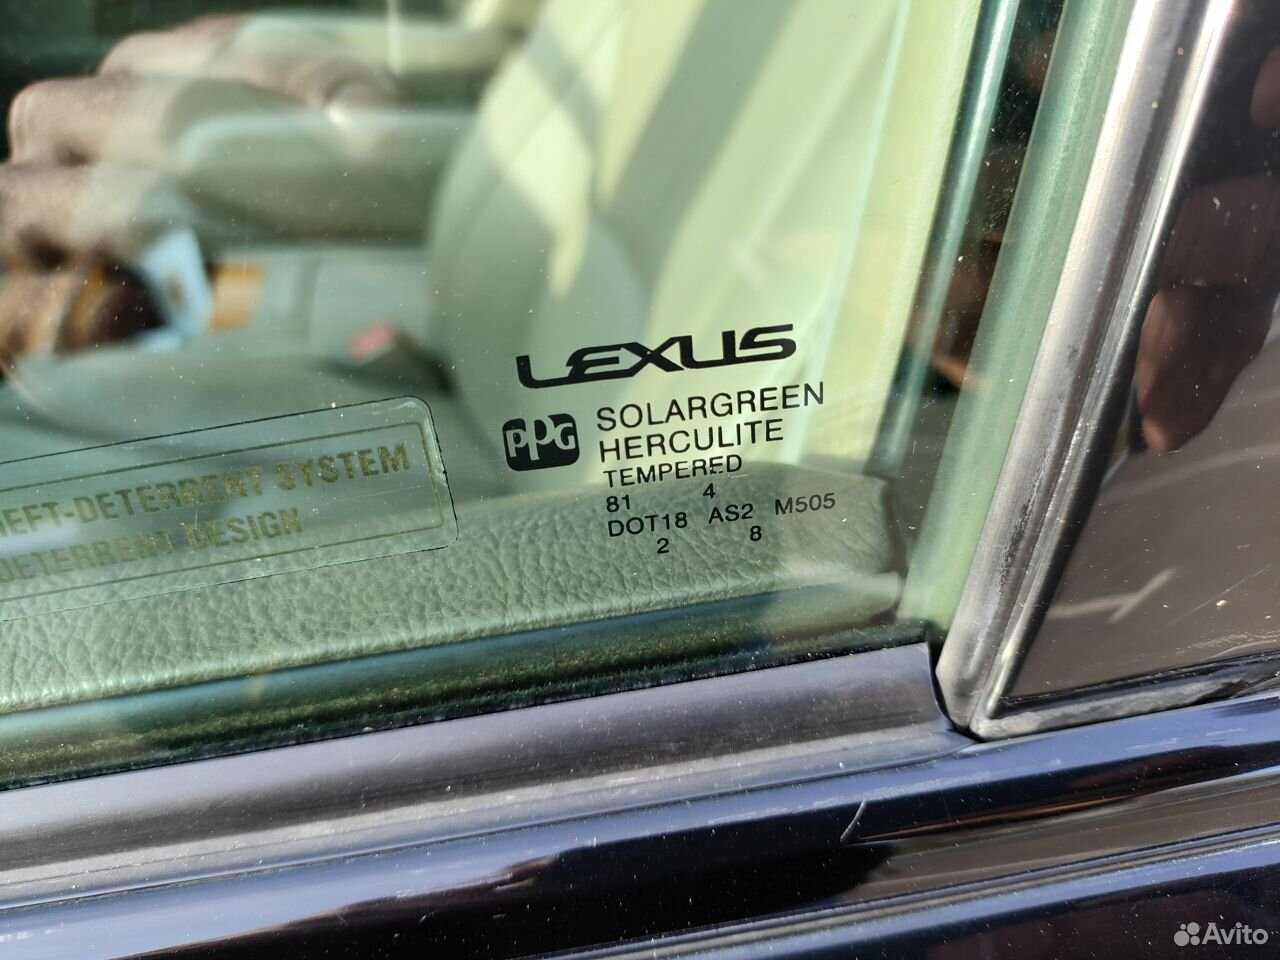 LEXUS
PPG SOLARGREEN
HERCULITE
TEMPERED
81 4
DOT18 AS2 M505
2 8
EFT-DETERRENT SYSTEM
DETERRENT DESIGN
Avito